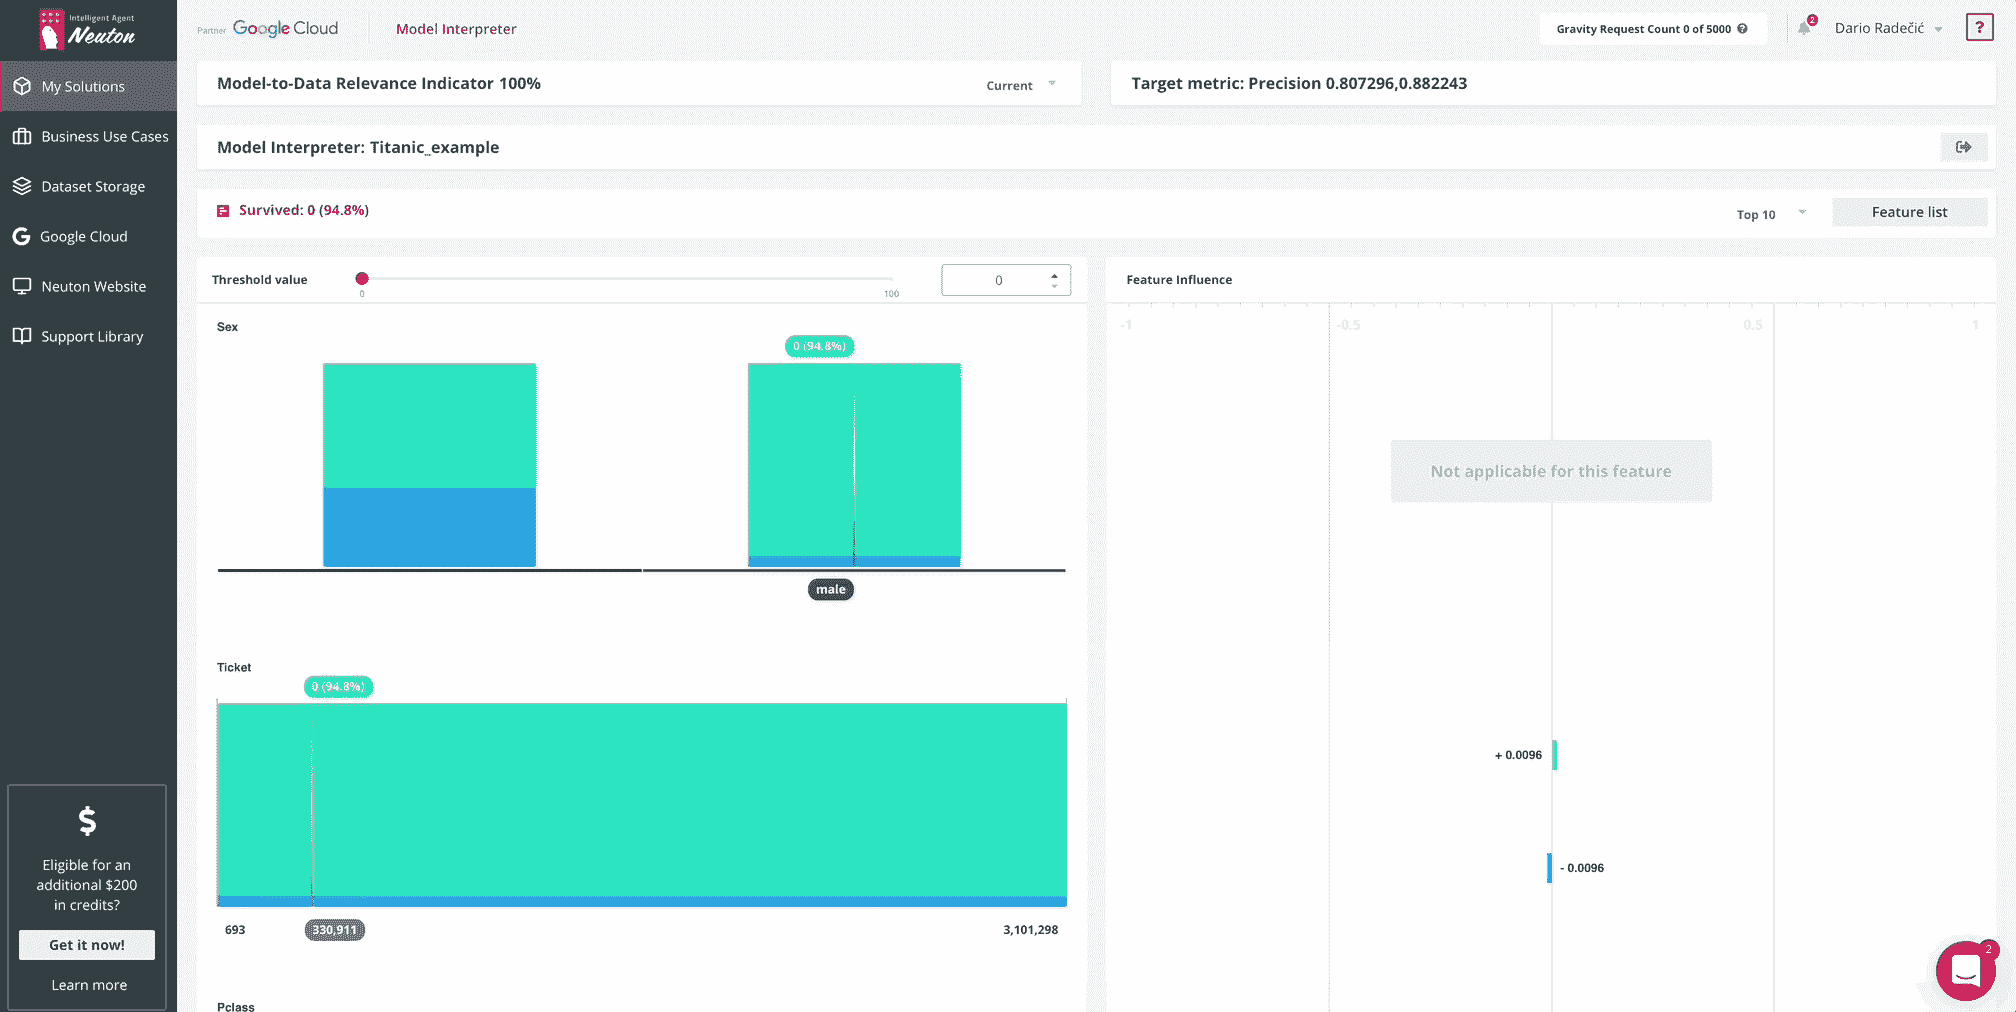 Intelligent Agent
Neuton
My Solutions
Business Use Cases
Dataset Storage
Google Cloud
Neuton Website
Support Library
$
Eligible for an
additional $200
in credits?
Get it now!
Learn more
Partner Google Cloud
Model Interpreter
Gravity Request Count 0 of 5000 ?
2
Dario Radečić
?
Model-to-Data Relevance Indicator 100%
Current
Target metric: Precision 0.807296,0.882243
Model Interpreter: Titanic_example
Survived: 0 (94.8%)
Top 10
Feature list
Threshold value
0
100
0
Sex
0 (94.8%)
male
Ticket
0 (94.8%)
693
330,911
3,101,298
Pclass
Feature Influence
-1
-0.5
0.5
1
Not applicable for this feature
+ 0.0096
- 0.0096
2